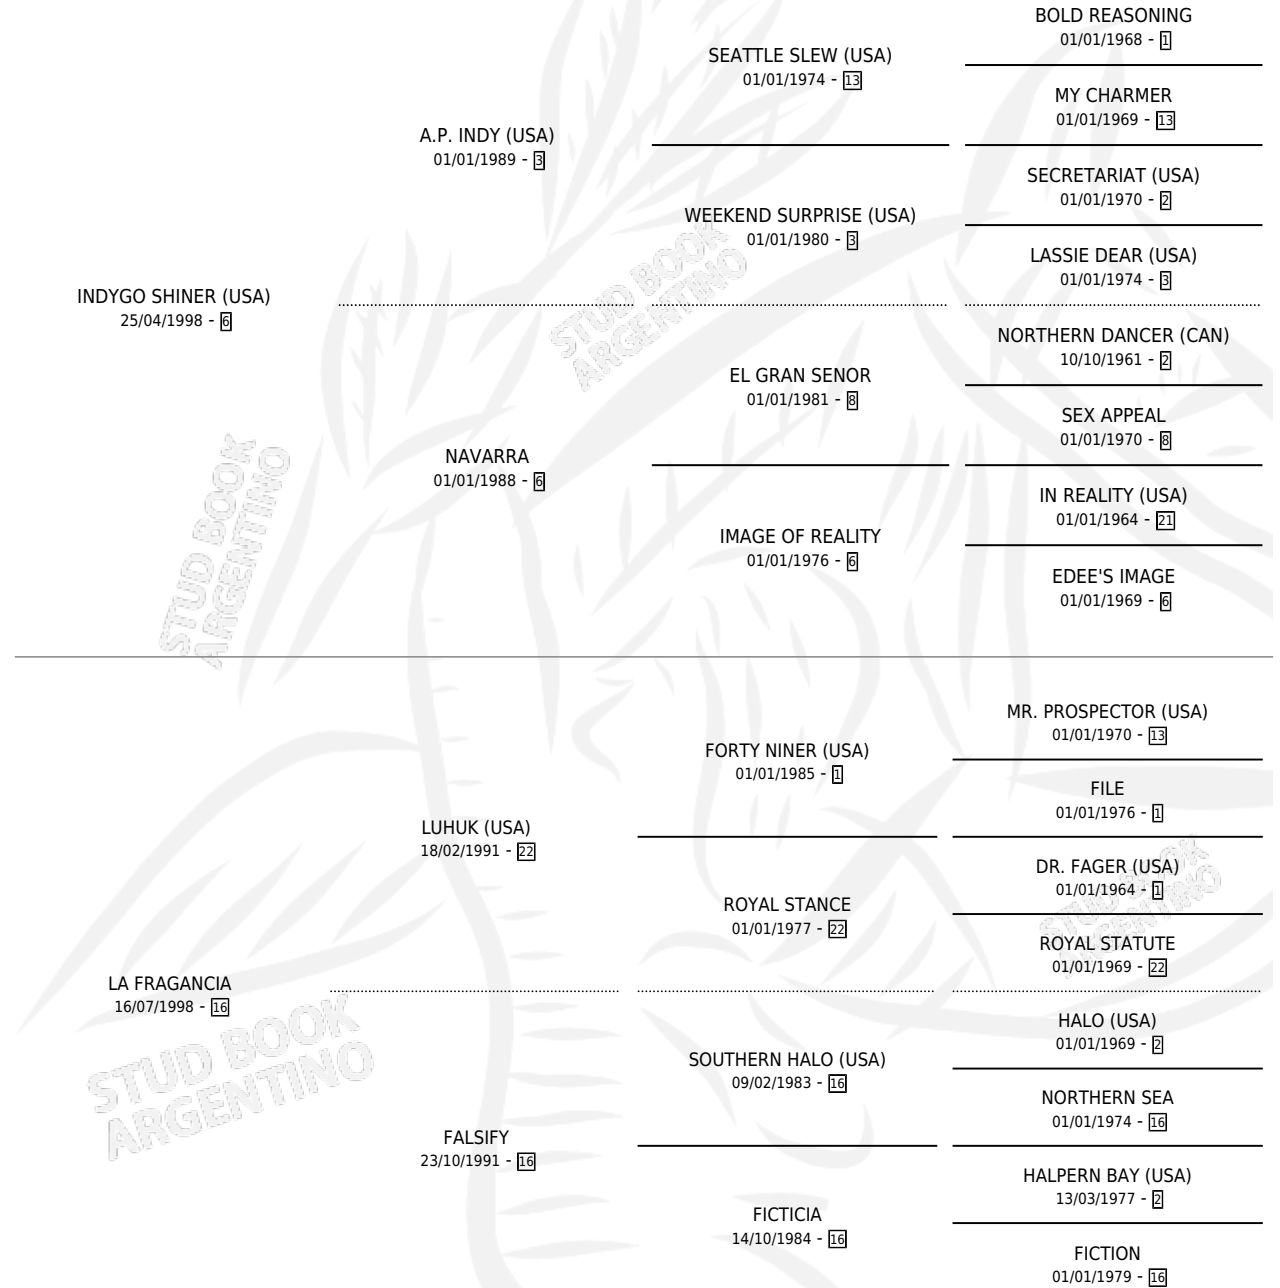 BOLD REASONING
01/01/1968 - 1
SEATTLE SLEW (USA)
01/01/1974 - 13
MY CHARMER
01/01/1969 - 13
A.P. INDY (USA)
01/01/1989 - 3
SECRETARIAT (USA)
01/01/1970 - 2
WEEKEND SURPRISE (USA)
01/01/1980 - 3
LASSIE DEAR (USA)
01/01/1974 - 3
INDYGO SHINER (USA)
25/04/1998 - 6
NORTHERN DANCER (CAN)
10/10/1961 - 2
EL GRAN SENOR
01/01/1981 - 8
SEX APPEAL
01/01/1970 - 8
NAVARRA
01/01/1988 - 6
IN REALITY (USA)
01/01/1964 - 21
IMAGE OF REALITY
01/01/1976 - 6
EDEE'S IMAGE
01/01/1969 - 6
MR. PROSPECTOR (USA)
01/01/1970 - 13
FORTY NINER (USA)
01/01/1985 - 1
FILE
01/01/1976 - 1
LUHUK (USA)
18/02/1991 - 22
DR. FAGER (USA)
01/01/1964 - 1
ROYAL STANCE
01/01/1977 - 22
ROYAL STATUTE
01/01/1969 - 22
LA FRAGANCIA
16/07/1998 - 16
HALO (USA)
01/01/1969 - 2
SOUTHERN HALO (USA)
09/02/1983 - 16
NORTHERN SEA
01/01/1974 - 16
FALSIFY
23/10/1991 - 16
HALPERN BAY (USA)
13/03/1977 - 2
FICTICIA
14/10/1984 - 16
FICTION
01/01/1979 - 16
STUD BOOK
ARGENTINO
STUD BOOK
ARGENTINO
STUD BOOK
ARGENTINO
STUD BOOK
ARGENTINO